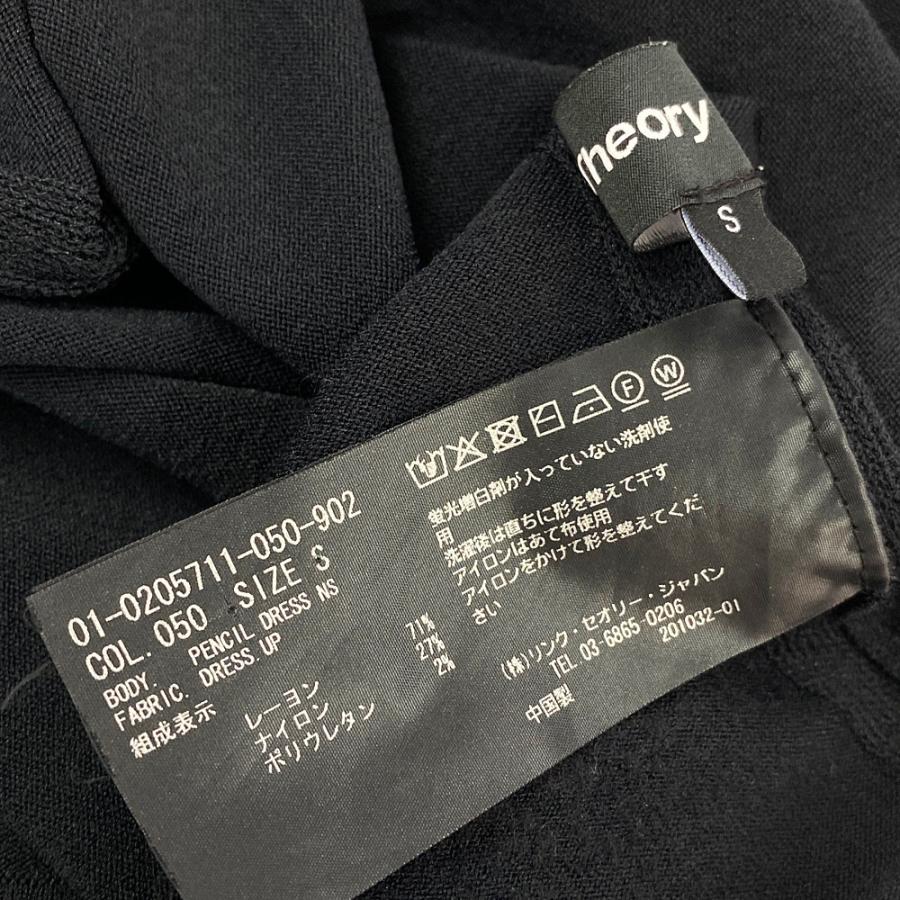 theory
S
01-0205711-050-902
COL. 050 SIZE S
BODY. PENCIL DRESS NS
FABRIC. DRESS.UP
組成表示
レーヨン 71%
ナイロン 27%
ポリウレタン 2%
F W
蛍光増白剤が入っていない洗剤使
用
洗濯後は直ちに形を整えて干す
アイロンはあて布使用
アイロンをかけて形を整えてくだ
さい
(株)リンク・セオリー・ジャパン
TEL 03-6865-0206
201032-01
中国製